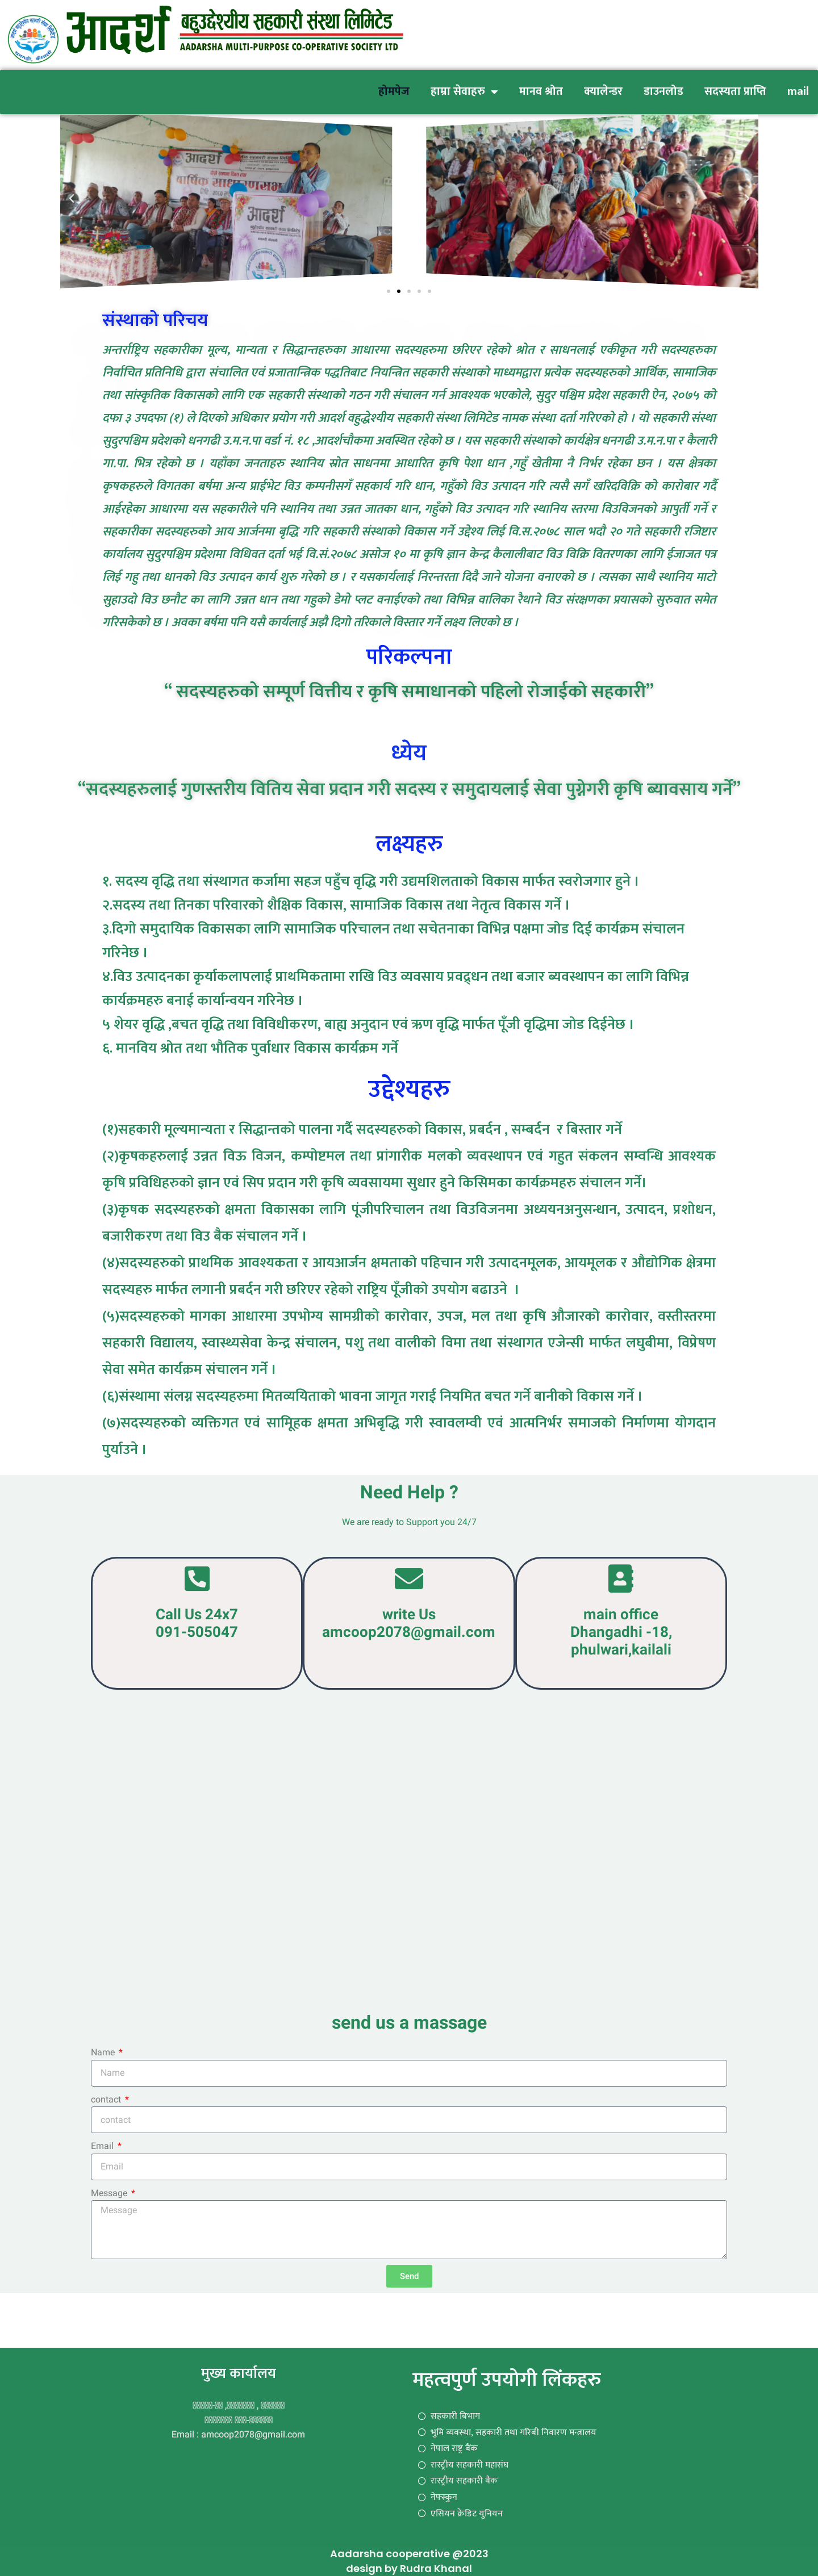 आदर्श बहुउद्देश्यीय सहकारी संस्था लिमिटेड
AADARSHA MULTI-PURPOSE CO-OPERATIVE SOCIETY LTD
होमपेज हाम्रा सेवाहरु मानव श्रोत क्यालेन्डर डाउनलोड सदस्यता प्राप्ति mail
संस्थाको परिचय
अन्तर्राष्ट्रिय सहकारीका मूल्य, मान्यता र सिद्धान्तहरुका आधारमा सदस्यहरुमा छरिएर रहेको श्रोत र साधनलाई एकीकृत गरी सदस्यहरुका
निर्वाचित प्रतिनिधि द्वारा संचालित एवं प्रजातान्त्रिक पद्धतिबाट नियन्त्रित सहकारी संस्थाको माध्यमद्वारा प्रत्येक सदस्यहरुको आर्थिक, सामाजिक
तथा सांस्कृतिक विकासको लागि एक सहकारी संस्थाको गठन गरी संचालन गर्न आवश्यक भएकोले, सुदुर पश्चिम प्रदेश सहकारी ऐन, २०७५ को
दफा ३ उपदफा (१) ले दिएको अधिकार प्रयोग गरी आदर्श वहुद्धेश्यीय सहकारी संस्था लिमिटेड नामक संस्था दर्ता गरिएको हो । यो सहकारी संस्था
सुदुरपश्चिम प्रदेशको धनगढी उ.म.न.पा वर्डा नं. १८ ,आदर्शचौकमा अवस्थित रहेको छ । यस सहकारी संस्थाको कार्यक्षेत्र धनगढी उ.म.न.पा र कैलारी
गा.पा. भित्र रहेको छ । यहाँका जनताहरु स्थानिय स्रोत साधनमा आधारित कृषि पेशा धान ,गहुँ खेतीमा नै निर्भर रहेका छन । यस क्षेत्रका
कृषकहरुले विगतका बर्षमा अन्य प्राईभेट विउ कम्पनीसगँ सहकार्य गरि धान, गहुँको विउ उत्पादन गरि त्यसै सगँ खरिदविक्रि को कारोबार गर्दै
आईरहेका आधारमा यस सहकारीले पनि स्थानिय तथा उन्नत जातका धान, गहुँको विउ उत्पादन गरि स्थानिय स्तरमा विउविजनको आपुर्ती गर्ने र
सहकारीका सदस्यहरुको आय आर्जनमा बृद्धि गरि सहकारी संस्थाको विकास गर्ने उद्देश्य लिई वि.स.२०७८ साल भदौ २० गते सहकारी रजिष्टार
कार्यालय सुदुरपश्चिम प्रदेशमा विधिवत दर्ता भई वि.सं.२०७८ असोज १० मा कृषि ज्ञान केन्द्र कैलालीबाट विउ विक्रि वितरणका लागि ईजाजत पत्र
लिई गहु तथा धानको विउ उत्पादन कार्य शुरु गरेको छ । र यसकार्यलाई निरन्तरता दिदै जाने योजना वनाएको छ । त्यसका साथै स्थानिय माटो
सुहाउदो विउ छनौट का लागि उन्नत धान तथा गहुको डेमो प्लट वनाईएको तथा विभिन्न वालिका रैथाने विउ संरक्षणका प्रयासको सुरुवात समेत
गरिसकेको छ । अवका बर्षमा पनि यसै कार्यलाई अझै दिगो तरिकाले विस्तार गर्ने लक्ष्य लिएको छ ।
परिकल्पना
“ सदस्यहरुको सम्पूर्ण वित्तीय र कृषि समाधानको पहिलो रोजाईको सहकारी”
ध्येय
“सदस्यहरुलाई गुणस्तरीय वितिय सेवा प्रदान गरी सदस्य र समुदायलाई सेवा पुग्नेगरी कृषि ब्यावसाय गर्ने”
लक्ष्यहरु
१. सदस्य वृद्धि तथा संस्थागत कर्जामा सहज पहुँच वृद्धि गरी उद्यमशिलताको विकास मार्फत स्वरोजगार हुने ।
२.सदस्य तथा तिनका परिवारको शैक्षिक विकास, सामाजिक विकास तथा नेतृत्व विकास गर्ने ।
३.दिगो समुदायिक विकासका लागि सामाजिक परिचालन तथा सचेतनाका विभिन्न पक्षमा जोड दिई कार्यक्रम संचालन
गरिनेछ ।
४.विउ उत्पादनका कृर्याकलापलाई प्राथमिकतामा राखि विउ व्यवसाय प्रवद्र्धन तथा बजार ब्यवस्थापन का लागि विभिन्न
कार्यक्रमहरु बनाई कार्यान्वयन गरिनेछ ।
५ शेयर वृद्धि ,बचत वृद्धि तथा विविधीकरण, बाह्य अनुदान एवं ऋण वृद्धि मार्फत पूँजी वृद्धिमा जोड दिईनेछ ।
६. मानविय श्रोत तथा भौतिक पुर्वाधार विकास कार्यक्रम गर्ने
उद्देश्यहरु
(१)सहकारी मूल्यमान्यता र सिद्धान्तको पालना गर्दै सदस्यहरुको विकास, प्रबर्दन , सम्बर्दन र बिस्तार गर्ने
(२)कृषकहरुलाई उन्नत विऊ विजन, कम्पोष्टमल तथा प्रांगारीक मलको व्यवस्थापन एवं गहुत संकलन सम्वन्धि आवश्यक
कृषि प्रविधिहरुको ज्ञान एवं सिप प्रदान गरी कृषि व्यवसायमा सुधार हुने किसिमका कार्यक्रमहरु संचालन गर्ने।
(३)कृषक सदस्यहरुको क्षमता विकासका लागि पूंजीपरिचालन तथा विउविजनमा अध्ययनअनुसन्धान, उत्पादन, प्रशोधन,
बजारीकरण तथा विउ बैक संचालन गर्ने ।
(४)सदस्यहरुको प्राथमिक आवश्यकता र आयआर्जन क्षमताको पहिचान गरी उत्पादनमूलक, आयमूलक र औद्योगिक क्षेत्रमा
सदस्यहरु मार्फत लगानी प्रबर्दन गरी छरिएर रहेको राष्ट्रिय पूँजीको उपयोग बढाउने ।
(५)सदस्यहरुको मागका आधारमा उपभोग्य सामग्रीको कारोवार, उपज, मल तथा कृषि औजारको कारोवार, वस्तीस्तरमा
सहकारी विद्यालय, स्वास्थ्यसेवा केन्द्र संचालन, पशु तथा वालीको विमा तथा संस्थागत एजेन्सी मार्फत लघुबीमा, विप्रेषण
सेवा समेत कार्यक्रम संचालन गर्ने ।
(६)संस्थामा संलग्न सदस्यहरुमा मितव्ययिताको भावना जागृत गराई नियमित बचत गर्ने बानीको विकास गर्ने ।
(७)सदस्यहरुको व्यक्तिगत एवं सामूिहक क्षमता अभिबृद्धि गरी स्वावलम्वी एवं आत्मनिर्भर समाजको निर्माणमा योगदान
पुर्याउने ।
Need Help ?
We are ready to Support you 24/7
Call Us 24x7
091-505047
write Us
amcoop2078@gmail.com
main office
Dhangadhi -18,
phulwari,kailali
send us a massage
Name *
Name
contact *
contact
Email *
Email
Message *
Message
Send
मुख्य कार्यालय
Email : amcoop2078@gmail.com
महत्वपुर्ण उपयोगी लिंकहरु
सहकारी बिभाग
भुमि व्यवस्था, सहकारी तथा गरिबी निवारण मन्त्रालय
नेपाल राष्ट्र बैंक
रास्ट्रीय सहकारी महासंघ
रास्ट्रीय सहकारी बैंक
नेफ्स्कुन
एसियन क्रेडिट युनियन
Aadarsha cooperative @2023
design by Rudra Khanal